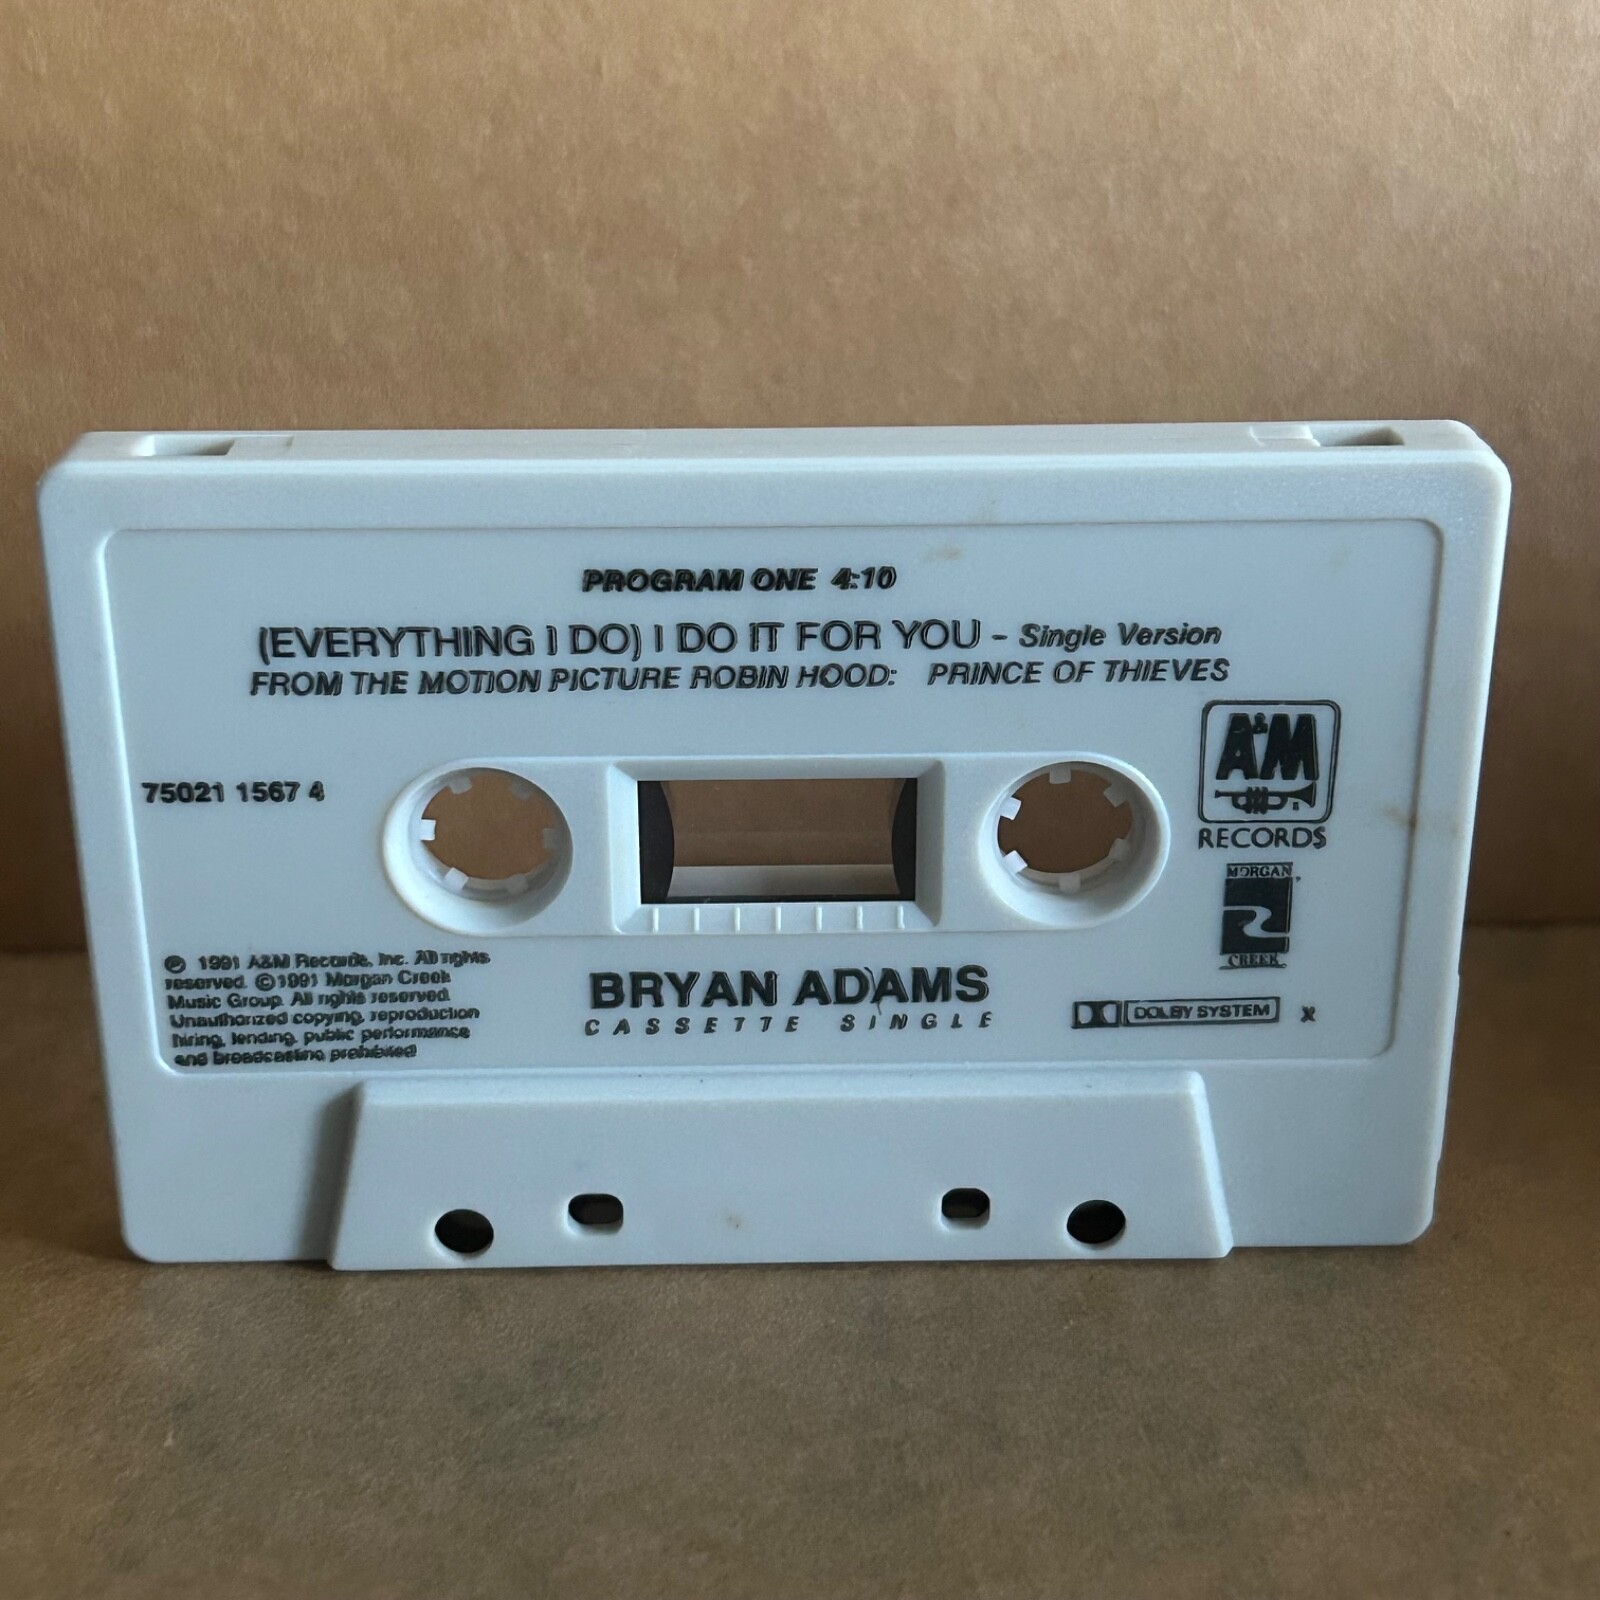 PROGRAM ONE 4:10
(EVERYTHING I DO) I DO IT FOR YOU - Single Version
FROM THE MOTION PICTURE ROBIN HOOD: PRINCE OF THIEVES
A&M
RECORDS
75021 1567 4
MORGAN
CREEK
℗ 1991 A&M Records, Inc. All rights
reserved. ©1991 Morgan Creek
Music Group. All rights reserved.
Unauthorized copying, reproduction
hiring, lending, public performance
and broadcasting prohibited
BRYAN ADAMS
CASSETTE SINGLE
DOLBY SYSTEM X